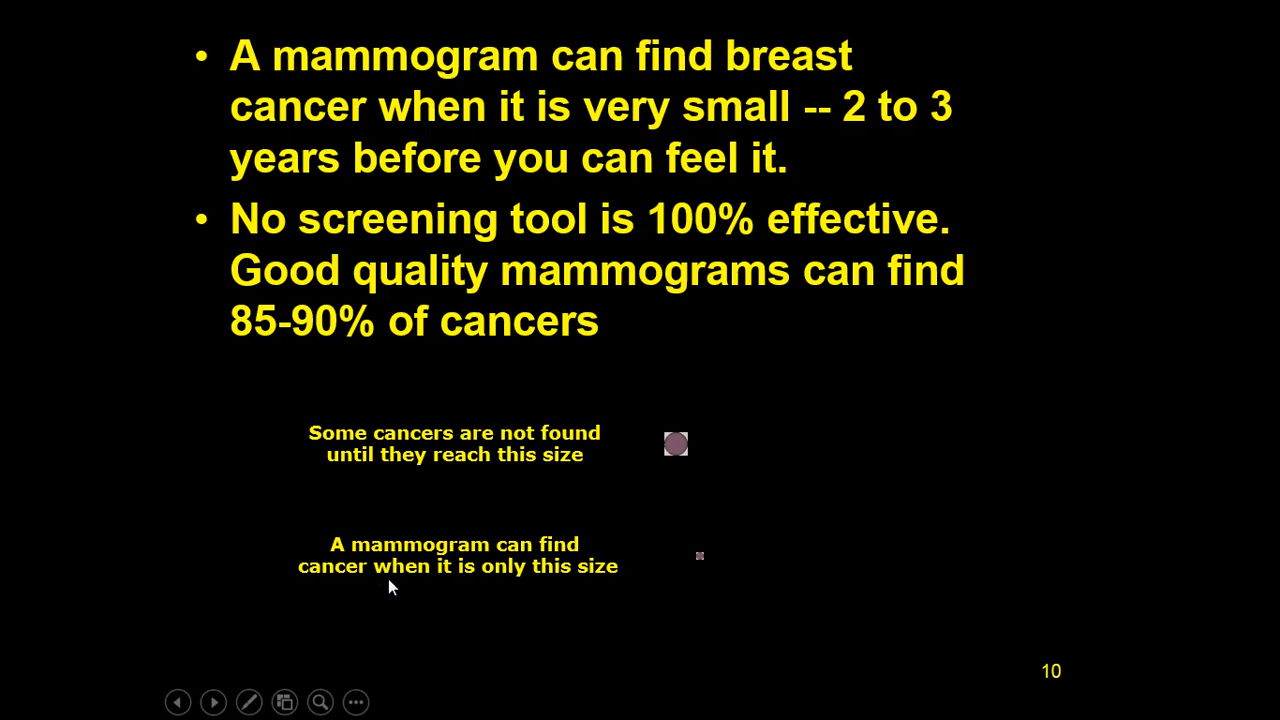 • A mammogram can find breast
cancer when it is very small -- 2 to 3
years before you can feel it.
• No screening tool is 100% effective.
Good quality mammograms can find
85-90% of cancers
Some cancers are not found
until they reach this size
A mammogram can find
cancer when it is only this size
10